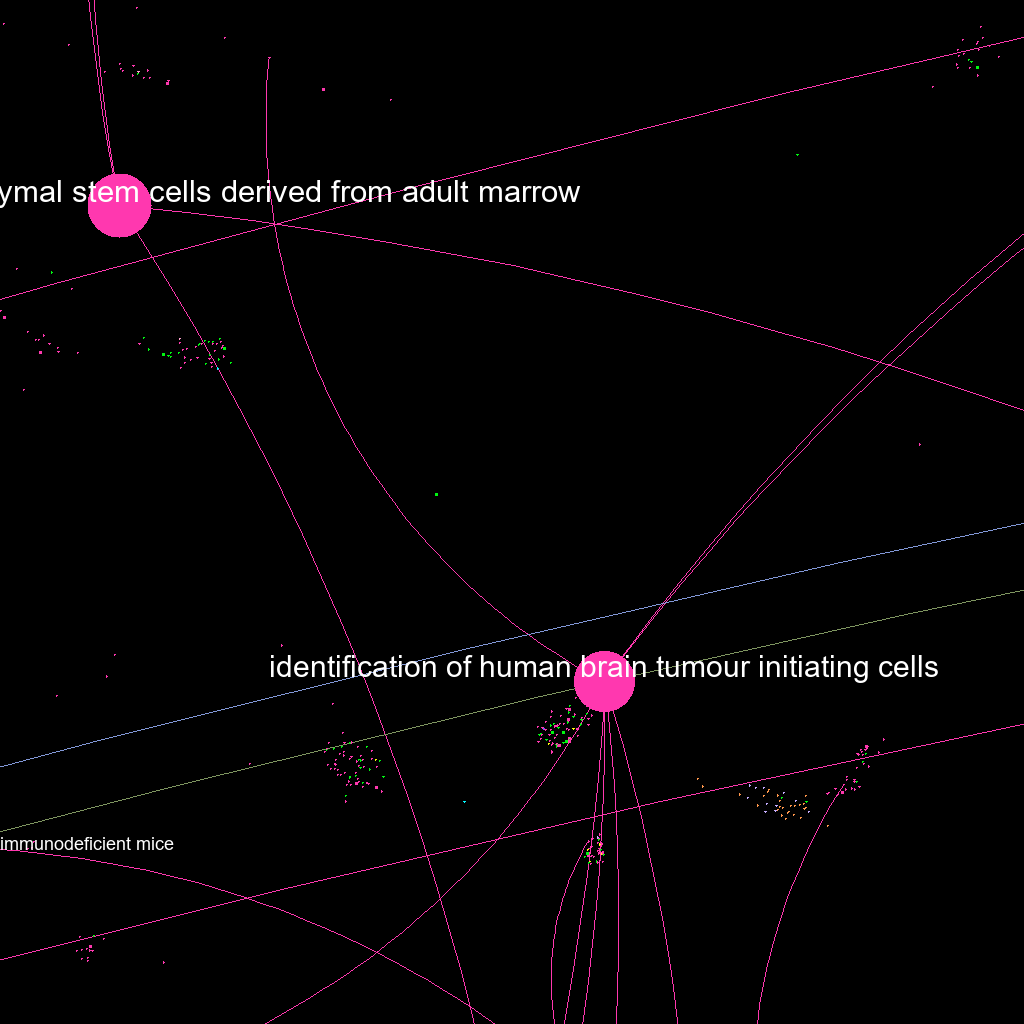 ymal stem cells derived from adult marrow
identification of human brain tumour initiating cells
immunodeficient mice